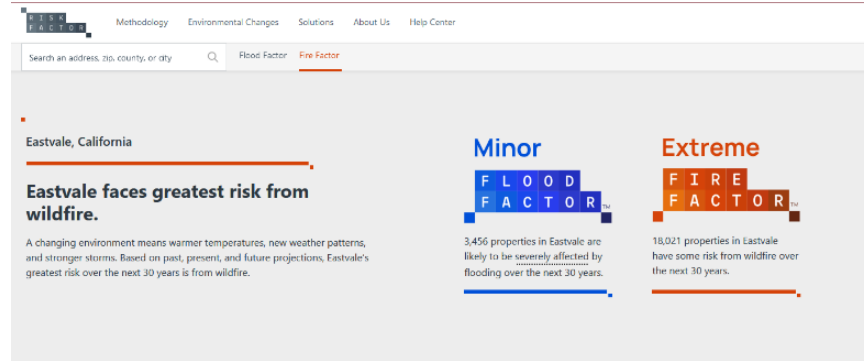 RISK
FACTOR
Methodology
Environmental Changes
Solutions
About Us
Help Center
Search an address, zip, county, or city
Flood Factor
Fire Factor
Eastvale, California
Eastvale faces greatest risk from
wildfire.
A changing environment means warmer temperatures, new weather patterns,
and stronger storms. Based on past, present, and future projections, Eastvale's
greatest risk over the next 30 years is from wildfire.
Minor
FLOOD
FACTOR™
3,456 properties in Eastvale are
likely to be severely affected by
flooding over the next 30 years.
Extreme
FIRE
FACTOR™
18,021 properties in Eastvale
have some risk from wildfire over
the next 30 years.